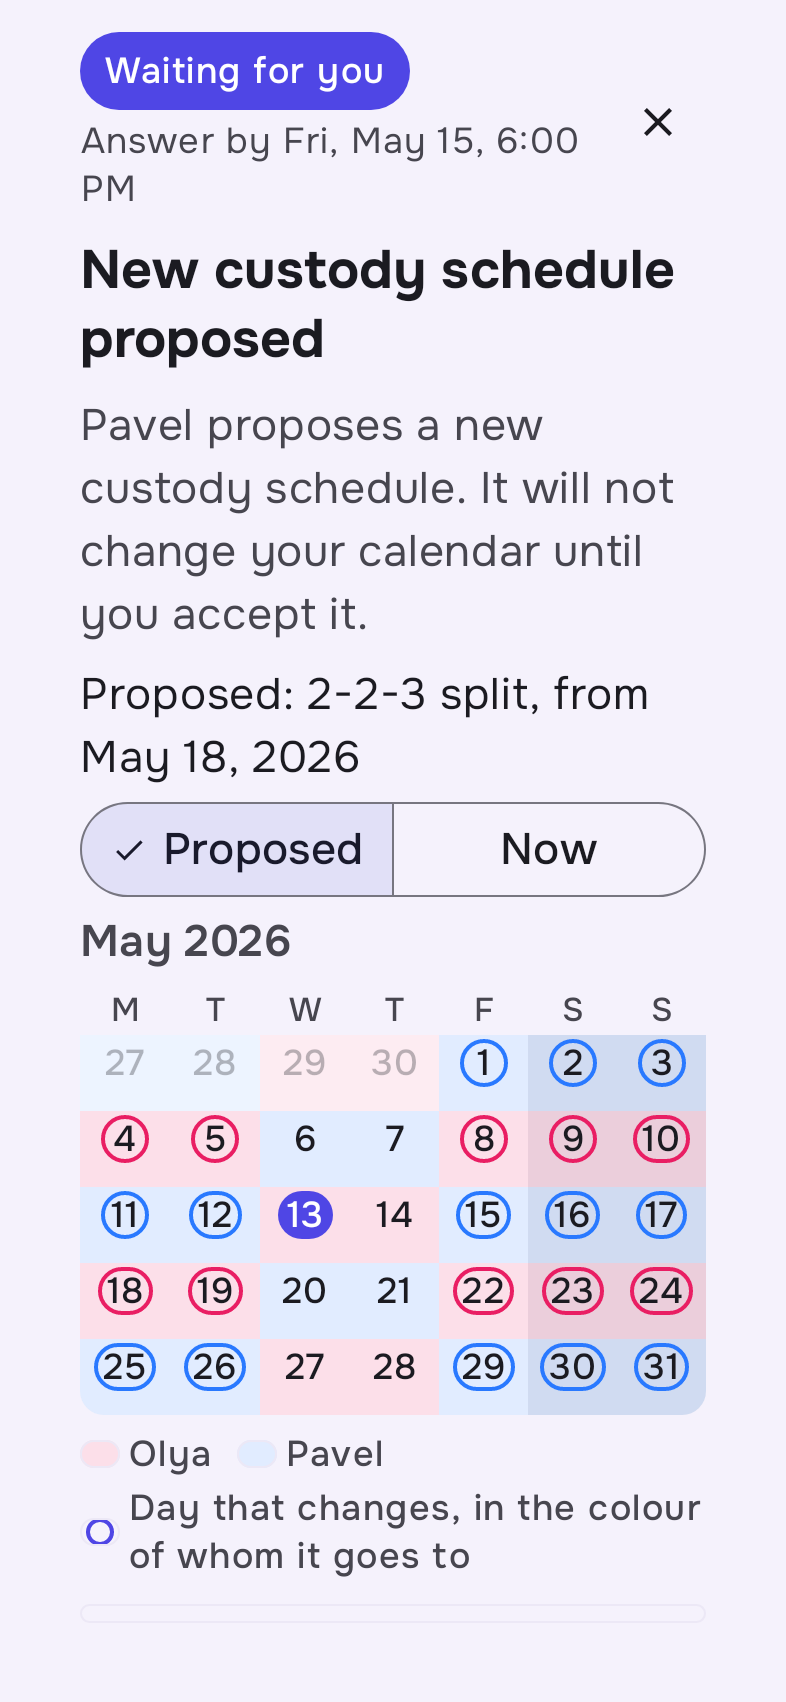 Waiting for you
Answer by Fri, May 15, 6:00
PM
New custody schedule
proposed
Pavel proposes a new
custody schedule. It will not
change your calendar until
you accept it.
Proposed: 2-2-3 split, from
May 18, 2026
Proposed Now
May 2026
M T W T F S S
27 28 29 30 1 2 3
4 5 6 7 8 9 10
11 12 13 14 15 16 17
18 19 20 21 22 23 24
25 26 27 28 29 30 31
Olya Pavel
Day that changes, in the colour
of whom it goes to